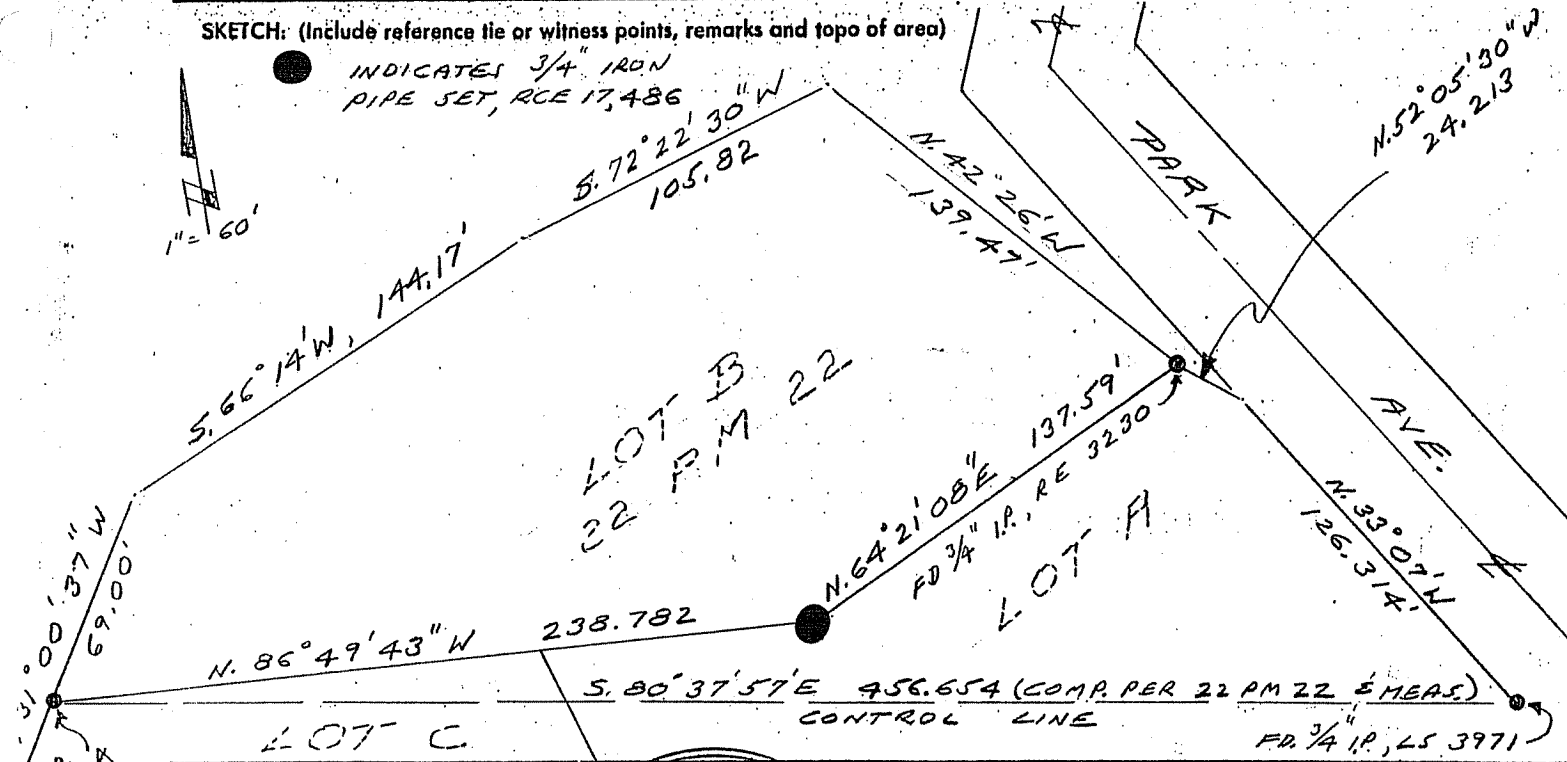 SKETCH: (Include reference tie or witness points, remarks and topo of area)
INDICATES 3/4" IRON
PIPE SET, RCE 17,486
1" = 60'
S. 72° 22' 30" W
105.82
N. 42° 26' W
139.47'
PARK
AVE.
N. 52° 05' 30" W
24.213
S. 66° 14' W, 144.17'
LOT B
22 PM 22
N. 64° 21' 08" E 137.59'
FD 3/4" I.P., RE 3230
LOT A
N. 33° 07' W
126.314'
31° 00' 37" W
69.00'
N. 86° 49' 43" W 238.782
S. 80° 37' 57" E 456.654 (COMP. PER 22 PM 22 & MEAS.)
CONTROL LINE
LOT C
FD. 3/4" I.P., LS 3971